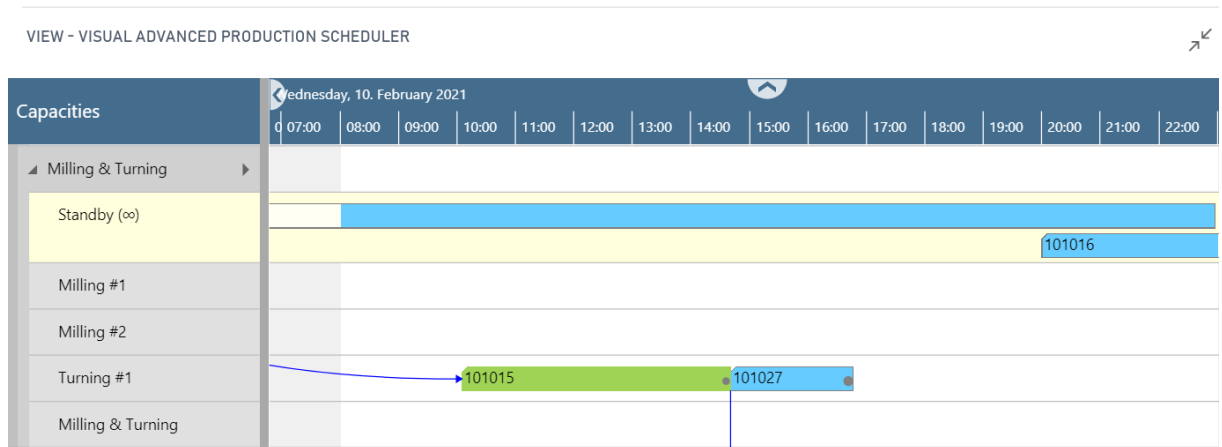 VIEW - VISUAL ADVANCED PRODUCTION SCHEDULER
Capacities
ednesday, 10. February 2021
0 07:00 08:00 09:00 10:00 11:00 12:00 13:00 14:00 15:00 16:00 17:00 18:00 19:00 20:00 21:00 22:00
Milling & Turning
Standby (∞)
101016
Milling #1
Milling #2
Turning #1
101015 101027
Milling & Turning